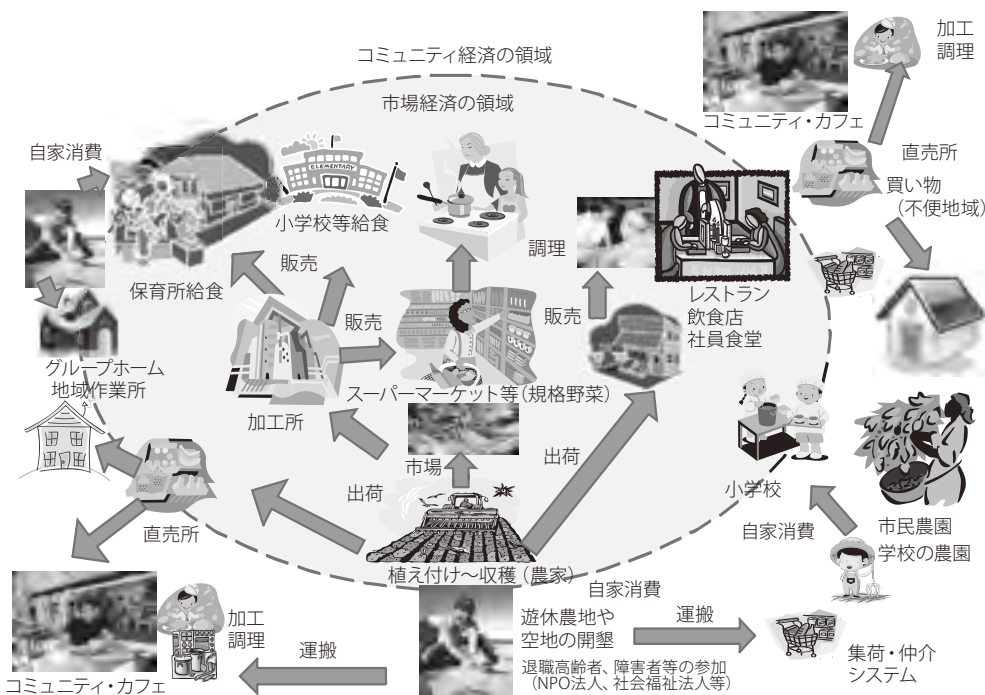 コミュニティ経済の領域
市場経済の領域
加工
調理
コミュニティ・カフェ
自家消費
直売所
買い物
(不便地域)
ELEMENTARY
小学校等給食
調理
保育所給食
販売
販売
販売
レストラン
飲食店
社員食堂
グループホーム
地域作業所
スーパーマーケット等(規格野菜)
加工所
市場
出荷
出荷
小学校
自家消費
市民農園
学校の農園
直売所
植え付け~収穫(農家)
自家消費
遊休農地や
空地の開墾
運搬
退職高齢者、障害者等の参加
(NPO法人、社会福祉法人等)
集荷・仲介
システム
加工
調理
運搬
コミュニティ・カフェ